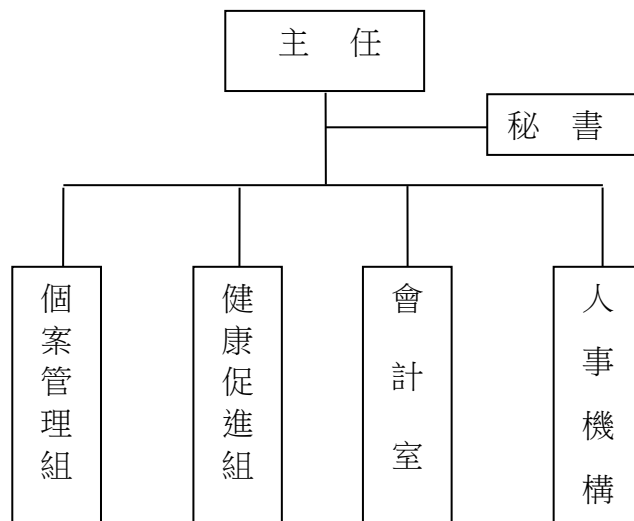 主 任
秘 書
個案管理組
健康促進組
會計室
人事機構